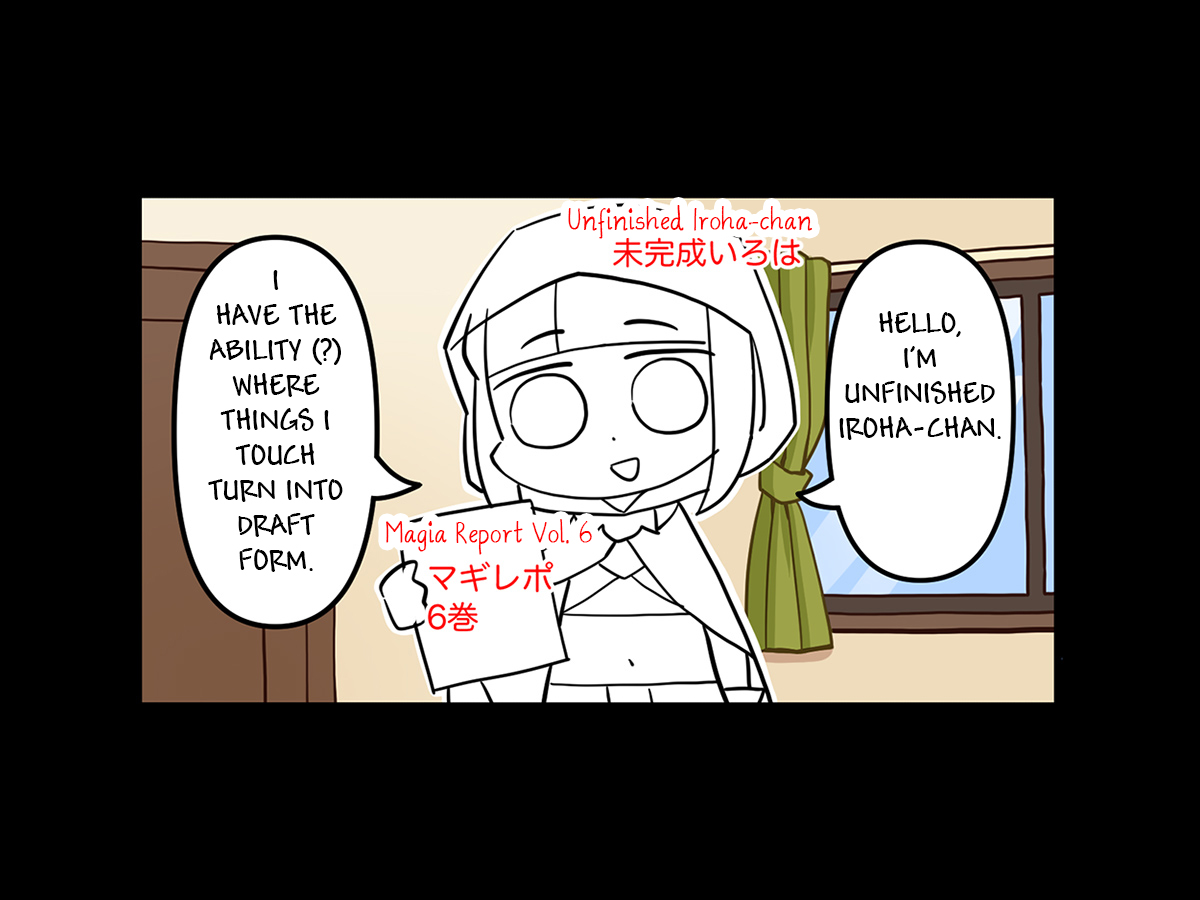 Unfinished Iroha-chan
未完成いろは
HELLO,
I'M
UNFINISHED
IROHA-CHAN.
I
HAVE THE
ABILITY (?)
WHERE
THINGS I
TOUCH
TURN INTO
DRAFT
FORM.
Magia Report Vol. 6
マギレポ
6巻